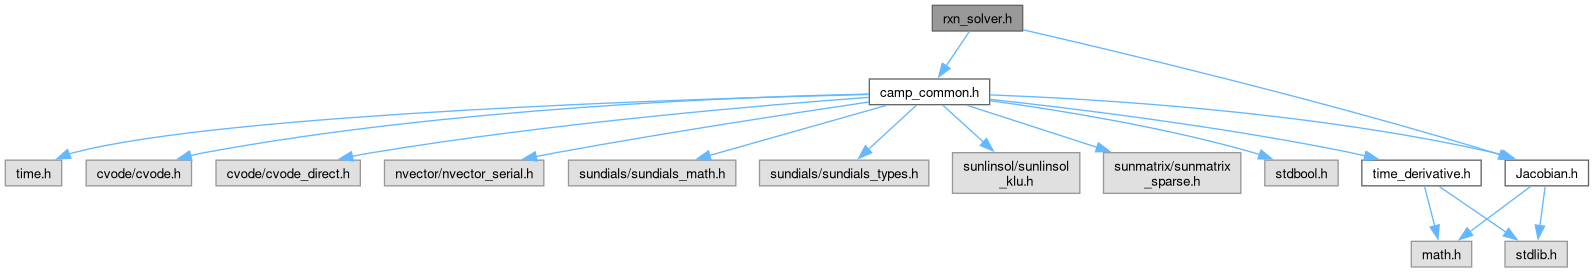 rxn_solver.h
camp_common.h
time.h
cvode/cvode.h
cvode/cvode_direct.h
nvector/nvector_serial.h
sundials/sundials_math.h
sundials/sundials_types.h
sunlinsol/sunlinsol
_klu.h
sunmatrix/sunmatrix
_sparse.h
stdbool.h
time_derivative.h
Jacobian.h
math.h
stdlib.h